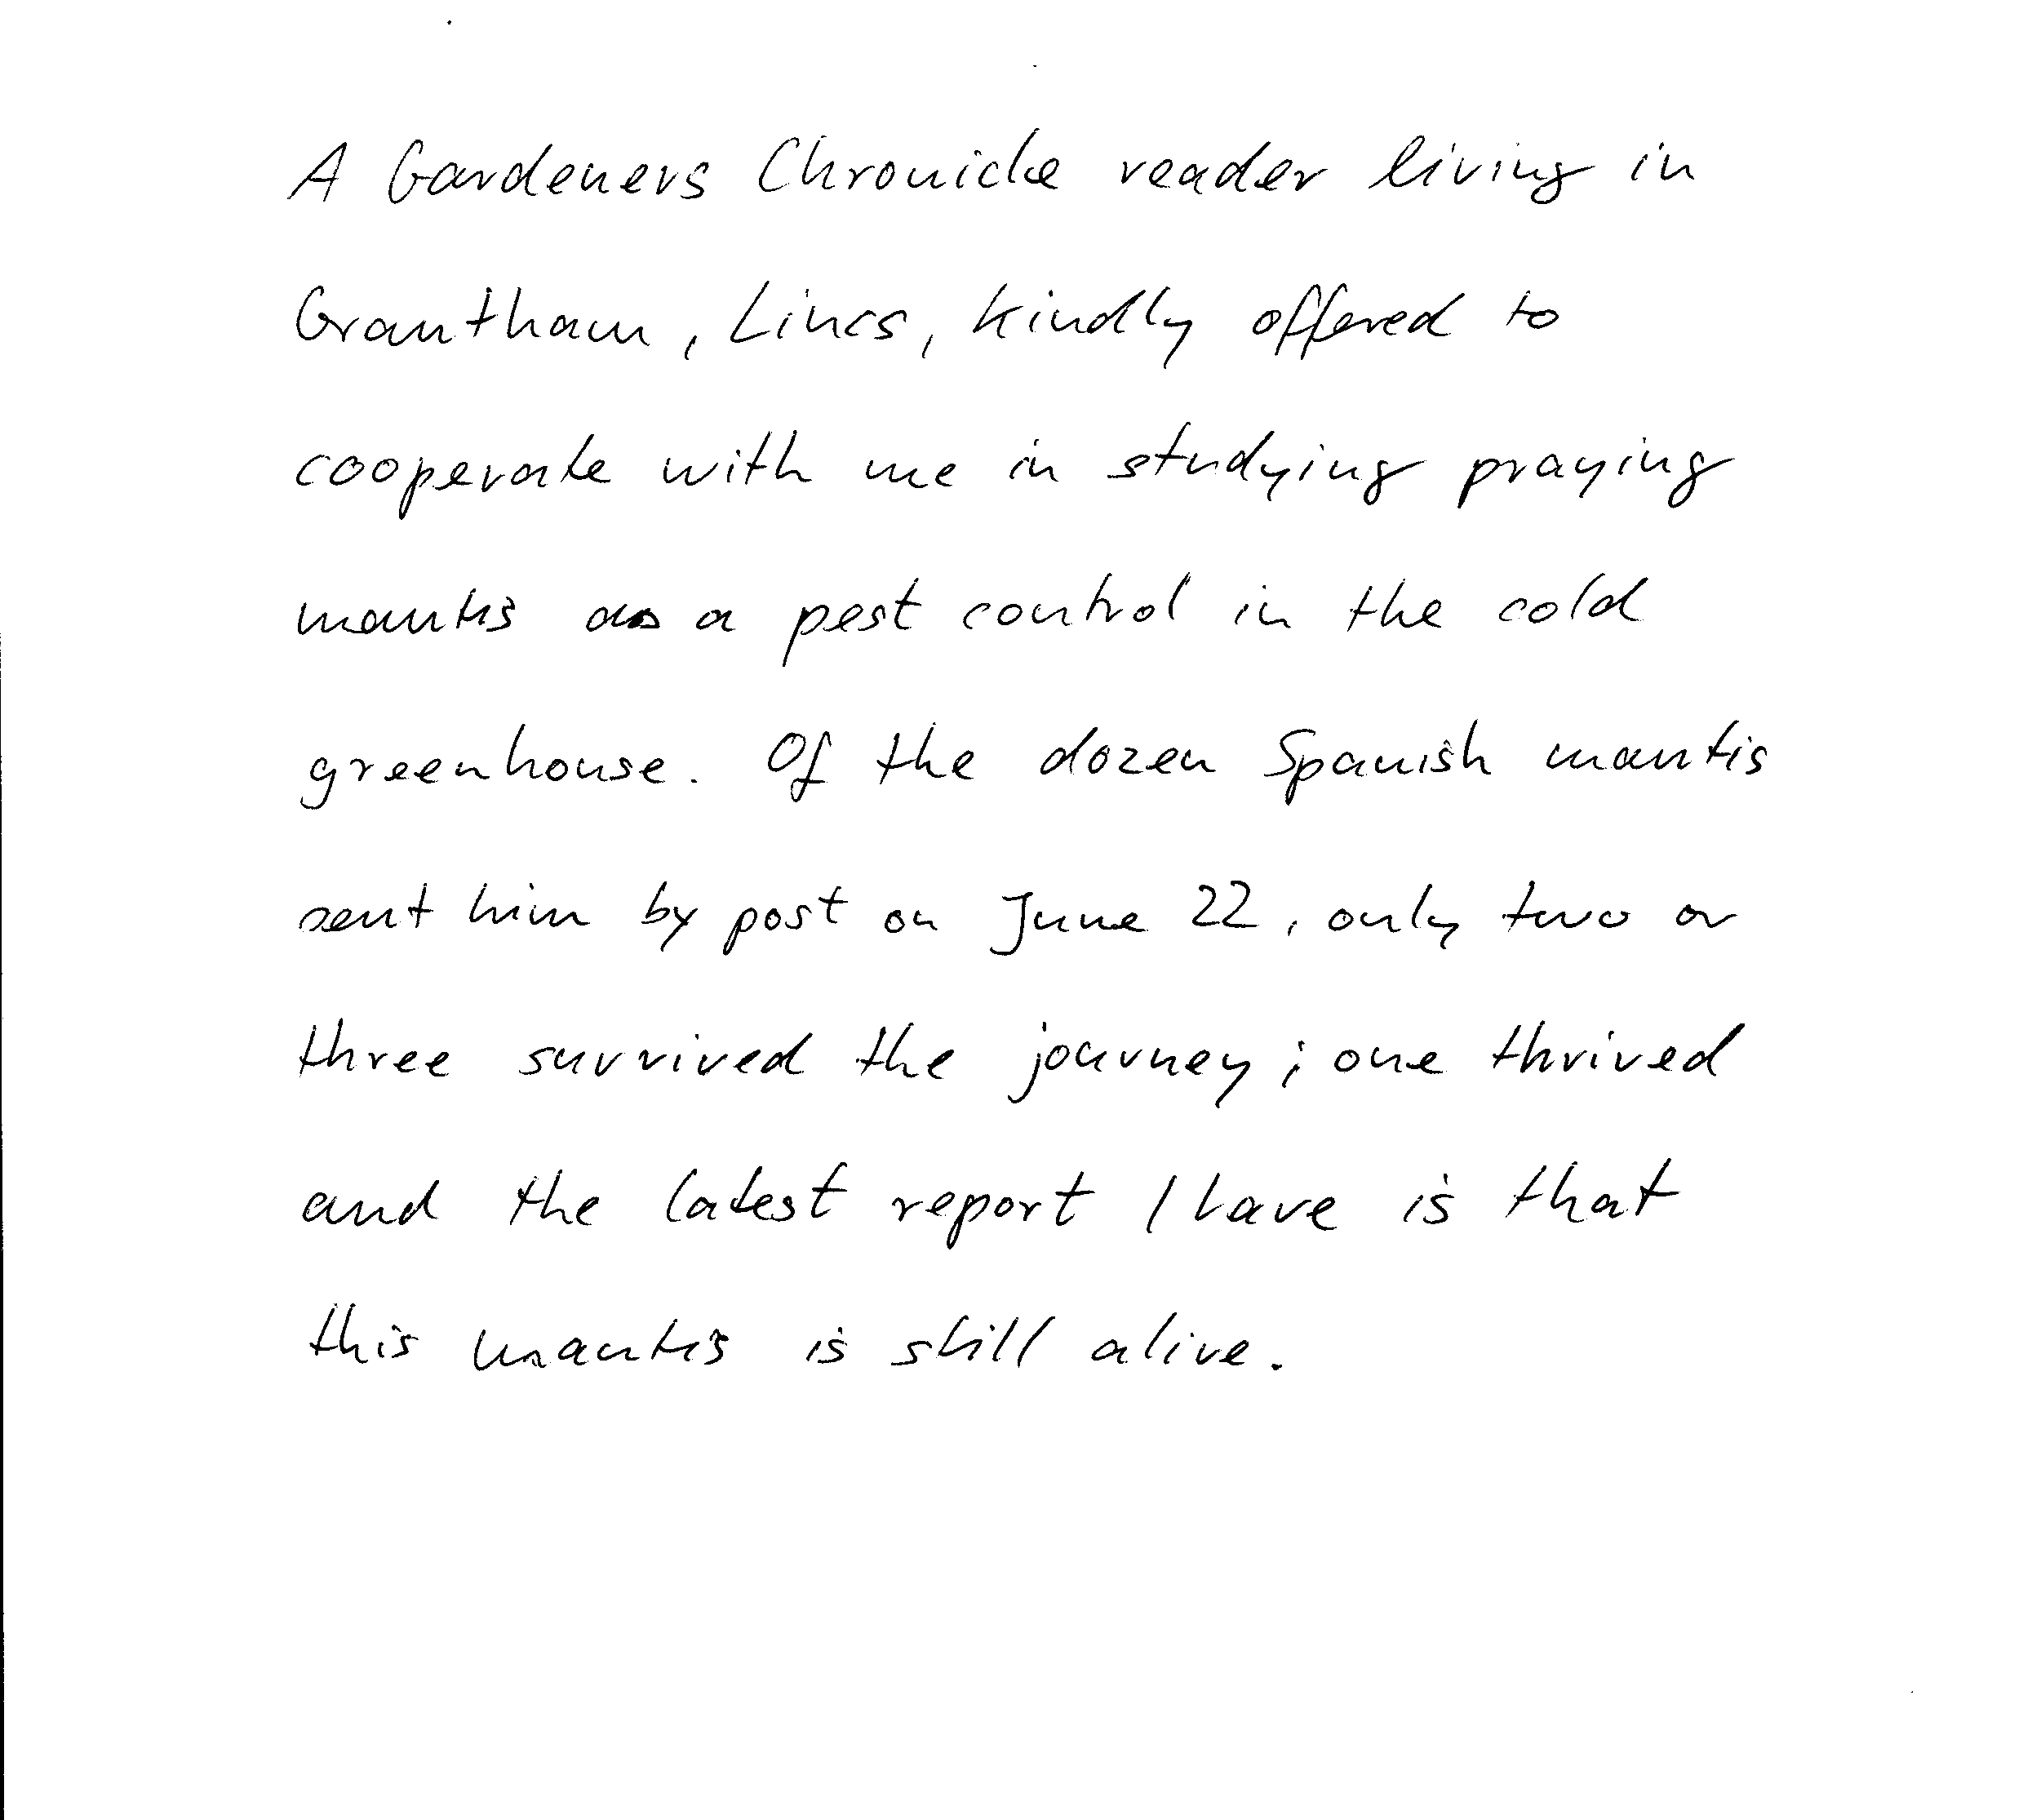 A Gardeners Chronicle reader living in
Grantham, Lincs, kindly offered to
cooperate with me in studying praying
mantis as a pest control in the cold
greenhouse. Of the dozen Spanish mantis
sent him by post on June 22, only two or
three survived the journey; one thrived
and the latest report I have is that
this mantis is still alive.